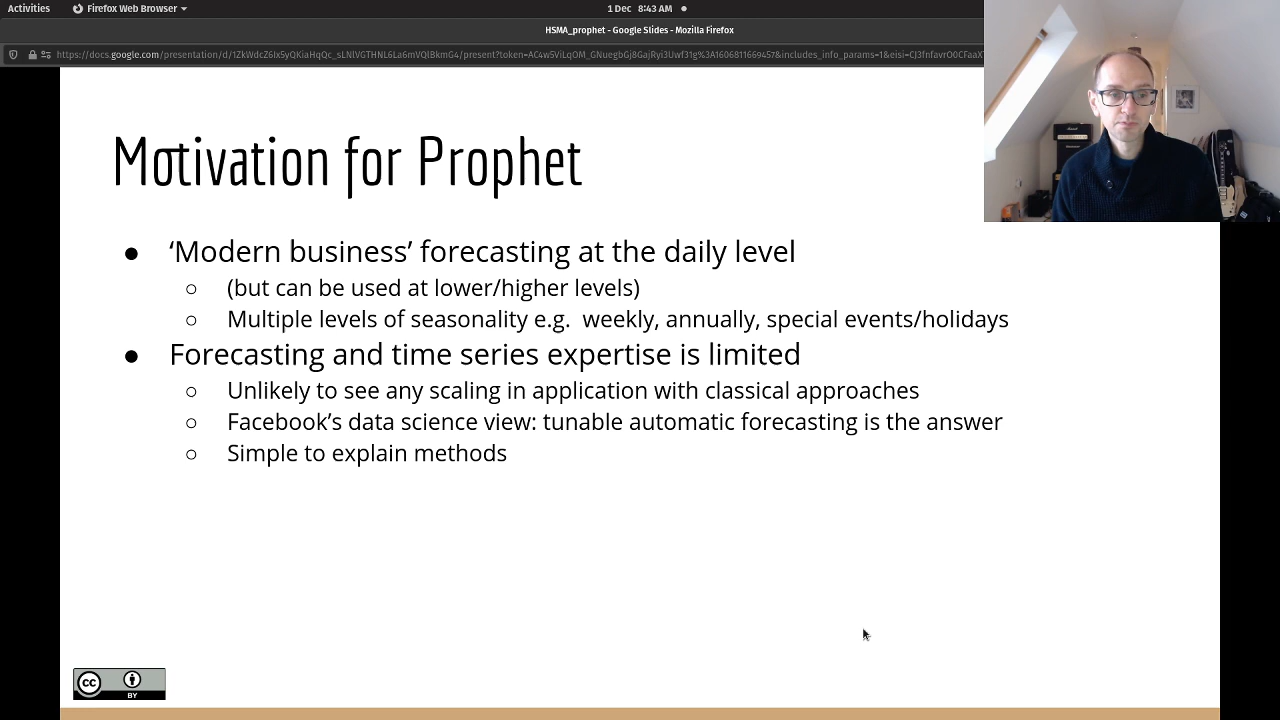 Activities
Firefox Web Browser
1 Dec 8:43 AM
HSMA_prophet - Google Slides - Mozilla Firefox
Motivation for Prophet
● ‘Modern business’ forecasting at the daily level
○ (but can be used at lower/higher levels)
○ Multiple levels of seasonality e.g.  weekly, annually, special events/holidays
● Forecasting and time series expertise is limited
○ Unlikely to see any scaling in application with classical approaches
○ Facebook’s data science view: tunable automatic forecasting is the answer
○ Simple to explain methods
cc
BY